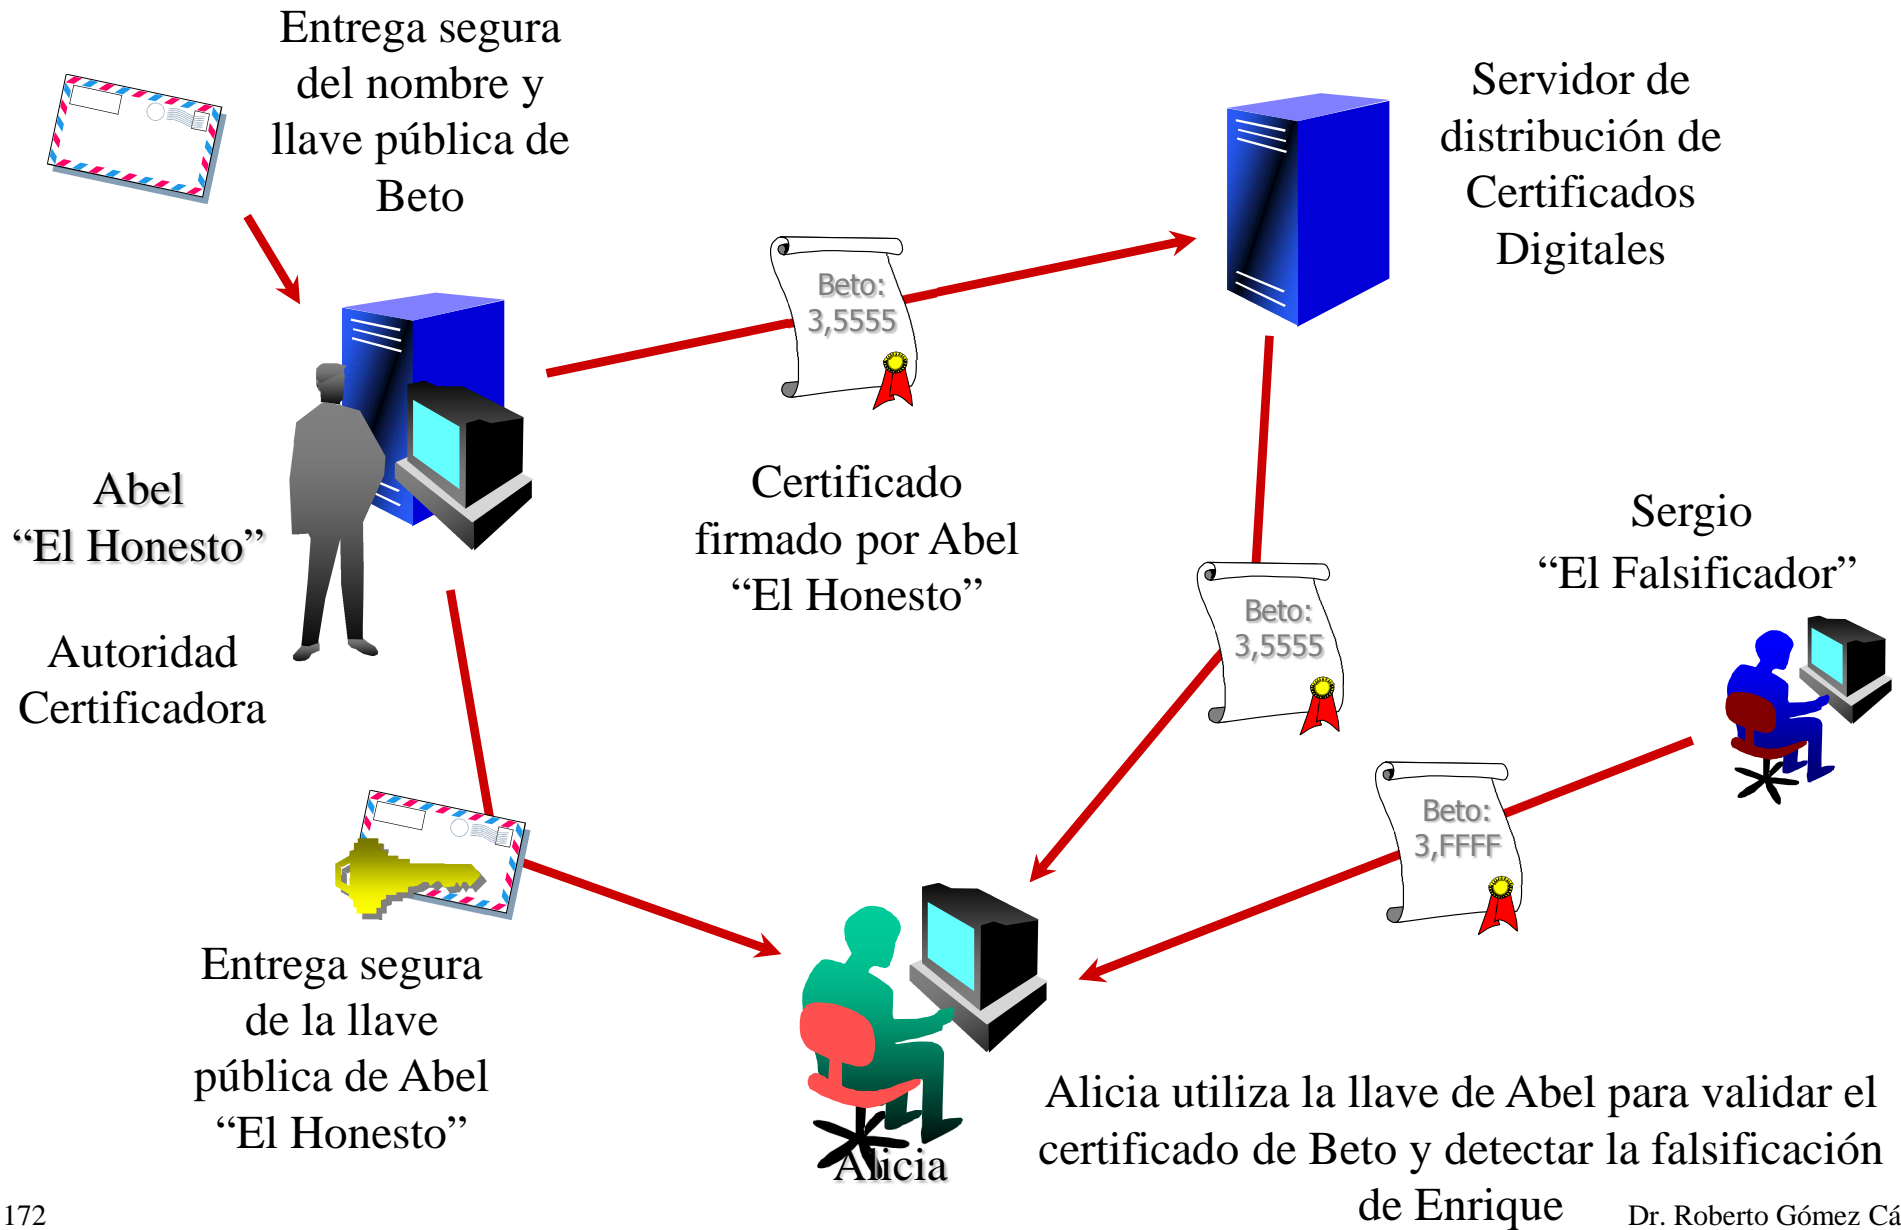 Entrega segura
del nombre y
llave pública de
Beto
Servidor de
distribución de
Certificados
Digitales
Beto:
3,5555
Abel
“El Honesto”
Autoridad
Certificadora
Certificado
firmado por Abel
“El Honesto”
Sergio
“El Falsificador”
Beto:
3,5555
Beto:
3,FFFF
Entrega segura
de la llave
pública de Abel
“El Honesto”
Alicia
Alicia utiliza la llave de Abel para validar el
certificado de Beto y detectar la falsificación
de Enrique
172
Dr. Roberto Gómez Cá